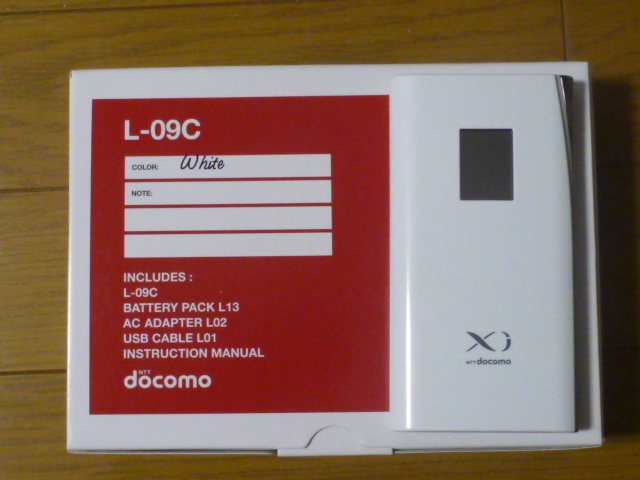 L-09C
COLOR: White
NOTE:
INCLUDES :
L-09C
BATTERY PACK L13
AC ADAPTER L02
USB CABLE L01
INSTRUCTION MANUAL
NTT
docomo
Xi
NTT docomo